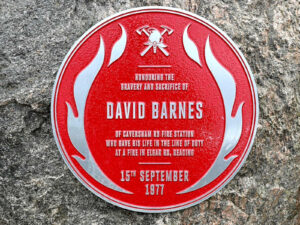 HONOURING THE
BRAVERY AND SACRIFICE OF
DAVID BARNES
OF CAVERSHAM RD FIRE STATION
WHO GAVE HIS LIFE IN THE LINE OF DUTY
AT A FIRE IN ELGAR RD, READING
15TH SEPTEMBER
1977